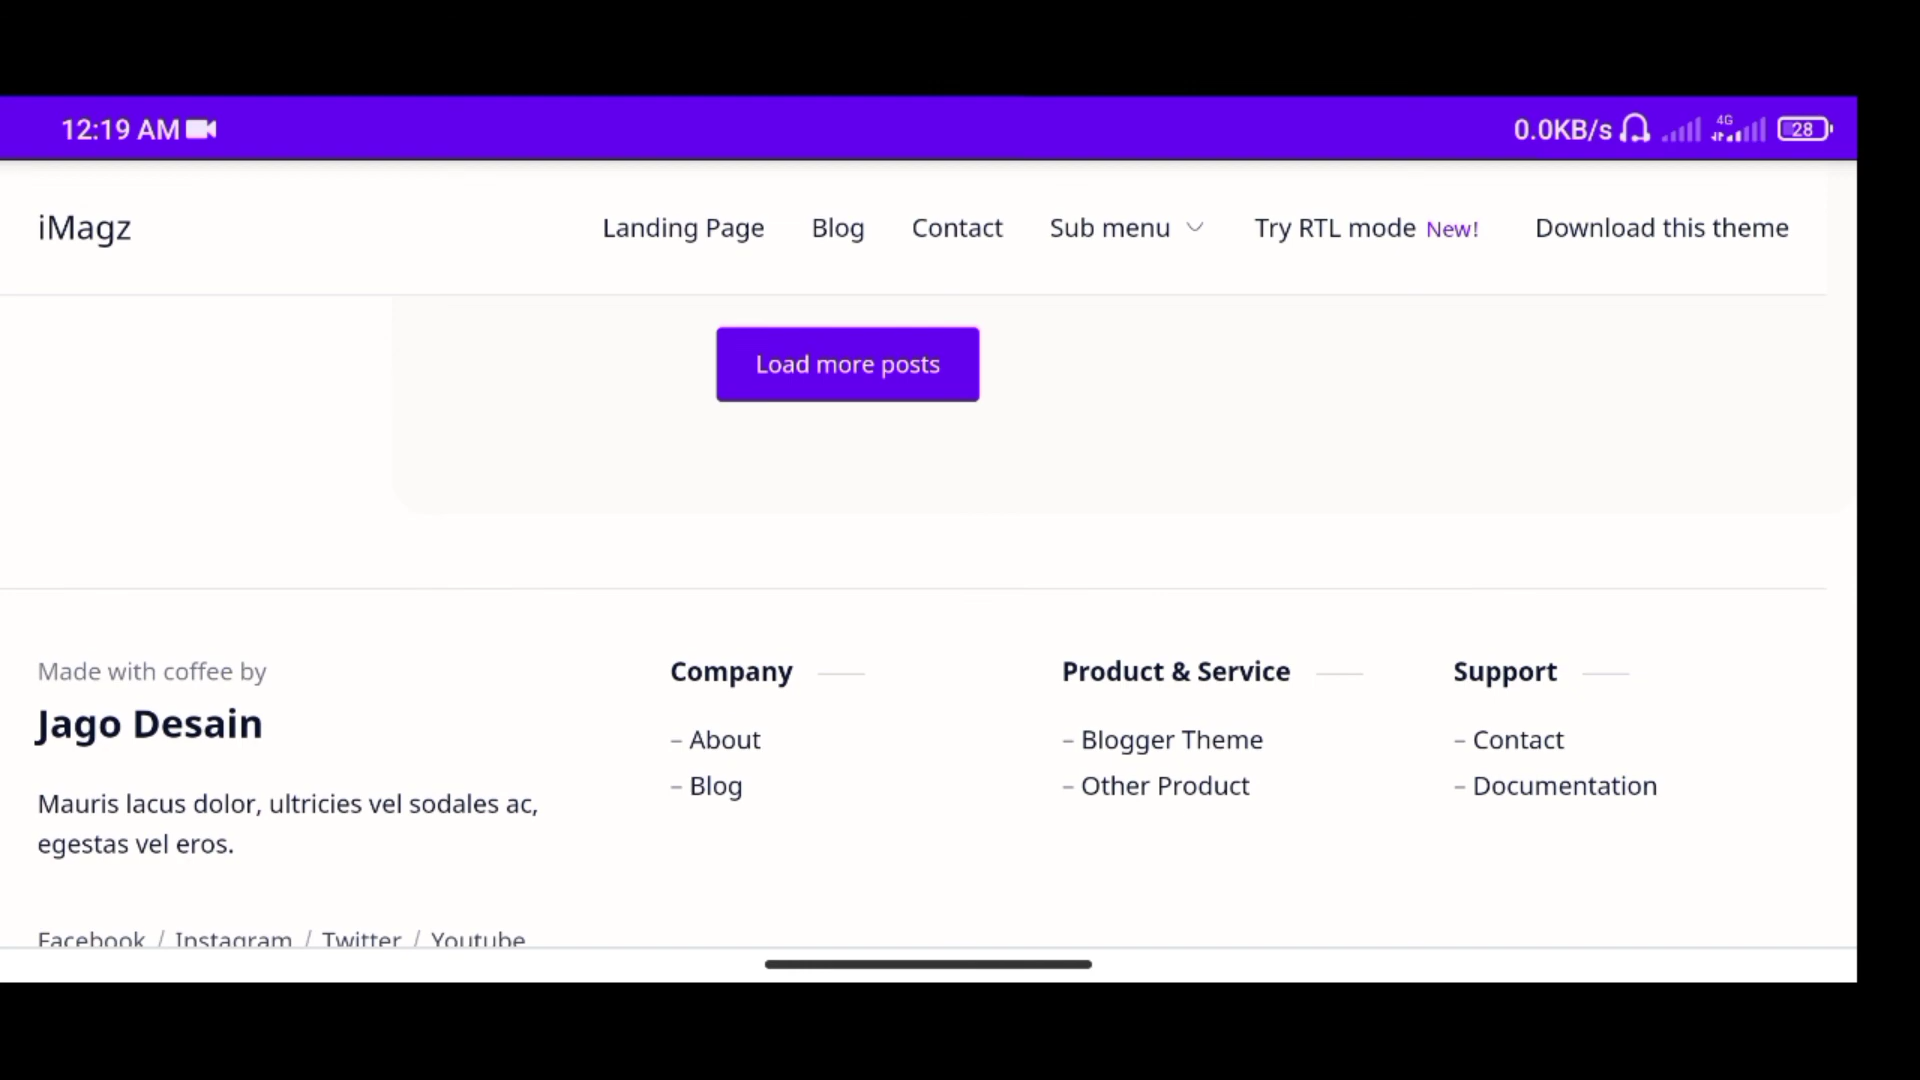 12:19 AM 0.0KB/s 4G 28
iMagz Landing Page Blog Contact Sub menu Try RTL mode New! Download this theme
Load more posts
Made with coffee by
Jago Desain
Mauris lacus dolor, ultricies vel sodales ac,
egestas vel eros.
Facebook / Instagram / Twitter / Youtube
Company
– About
– Blog
Product & Service
– Blogger Theme
– Other Product
Support
– Contact
– Documentation